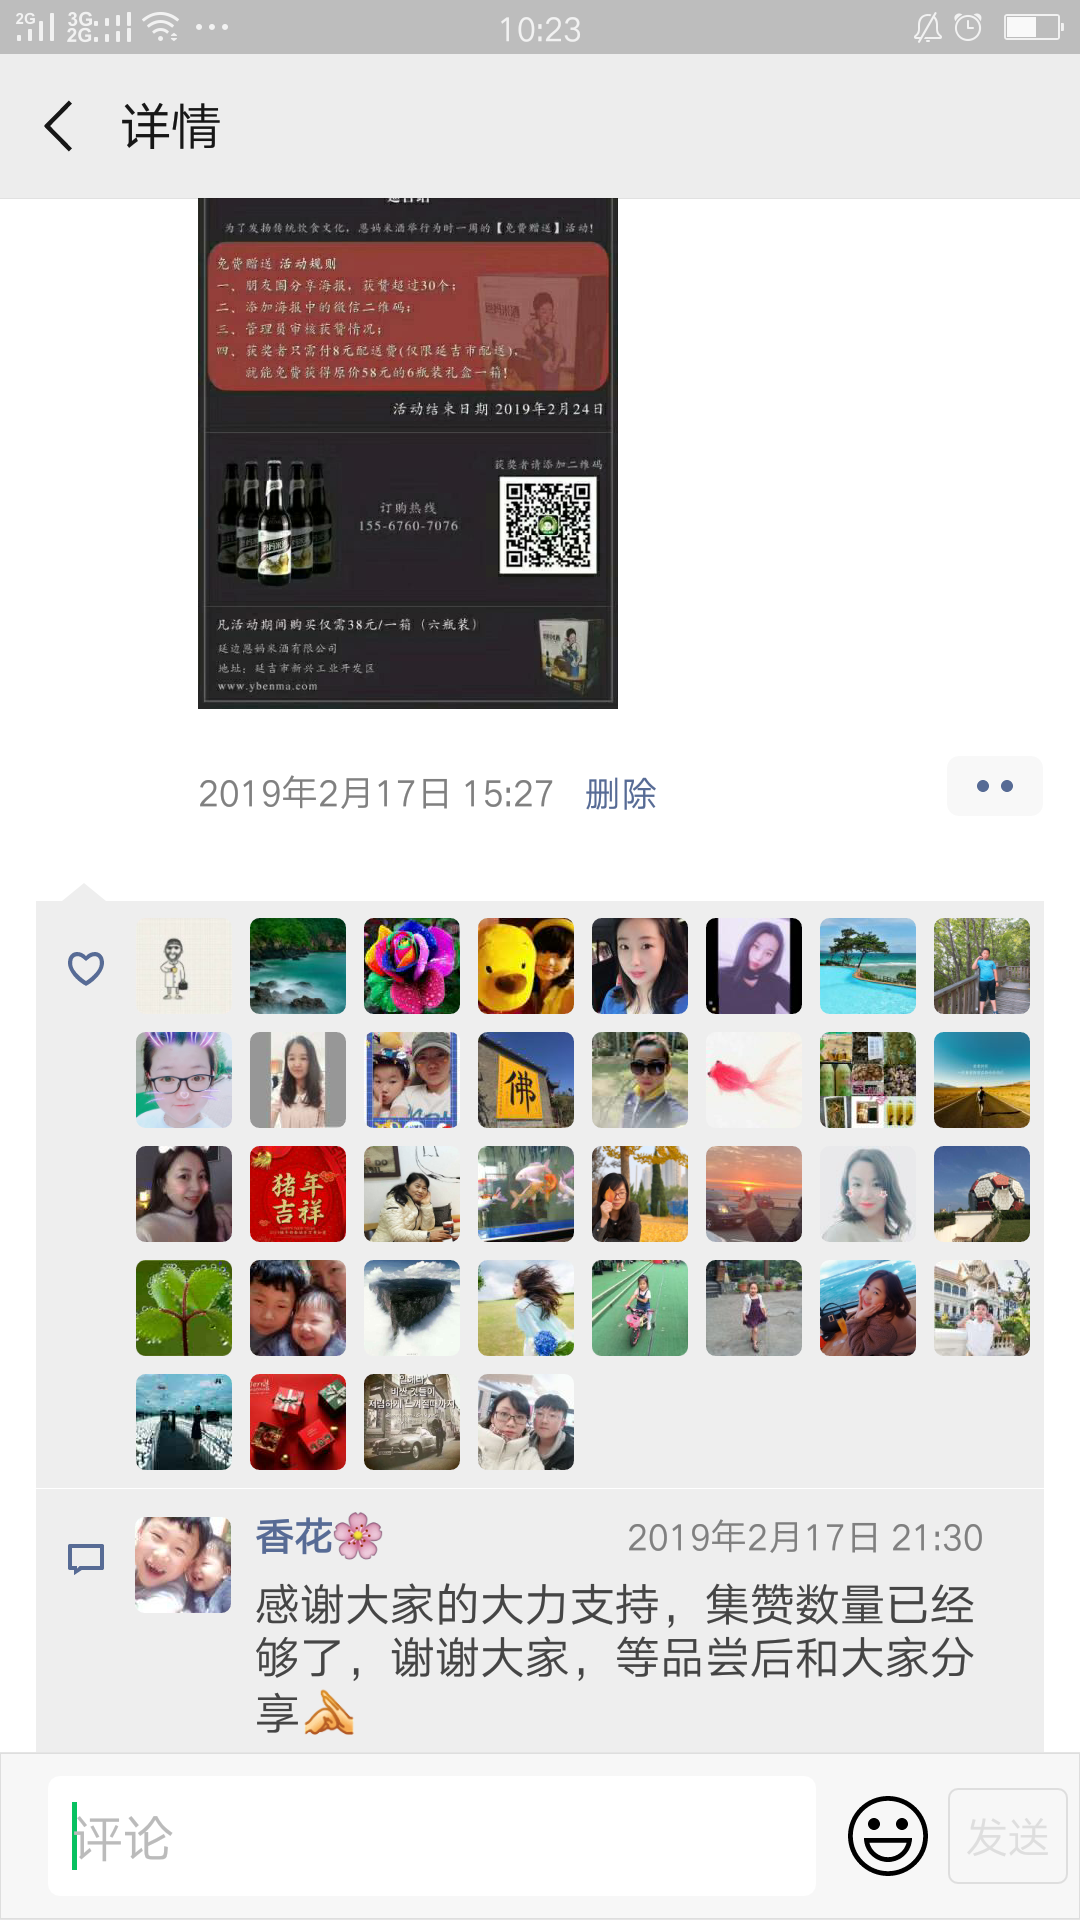 2G 3G 2G 10:23
详情
为了发扬传统饮食文化，恩妈米酒举行为时一周的【免费赠送】活动！
免费赠送 活动规则
一、朋友圈分享海报，获赞超过30个；
二、添加海报中的微信二维码；
三、管理员审核获赞情况；
四、获奖者只需付8元配送费(仅限延吉市配送)，
就能免费获得原价58元的6瓶装礼盒一箱！
活动结束日期 2019年2月24日
获奖者请添加二维码
订购热线
155-6760-7076
凡活动期间购买仅需38元/一箱（六瓶装）
延边恩妈米酒有限公司
地址：延吉市新兴工业开发区
www.ybenma.com
2019年2月17日 15:27 删除
佛
猪年
吉祥
香花🌸 2019年2月17日 21:30
感谢大家的大力支持，集赞数量已经
够了，谢谢大家，等品尝后和大家分
享
评论
发送